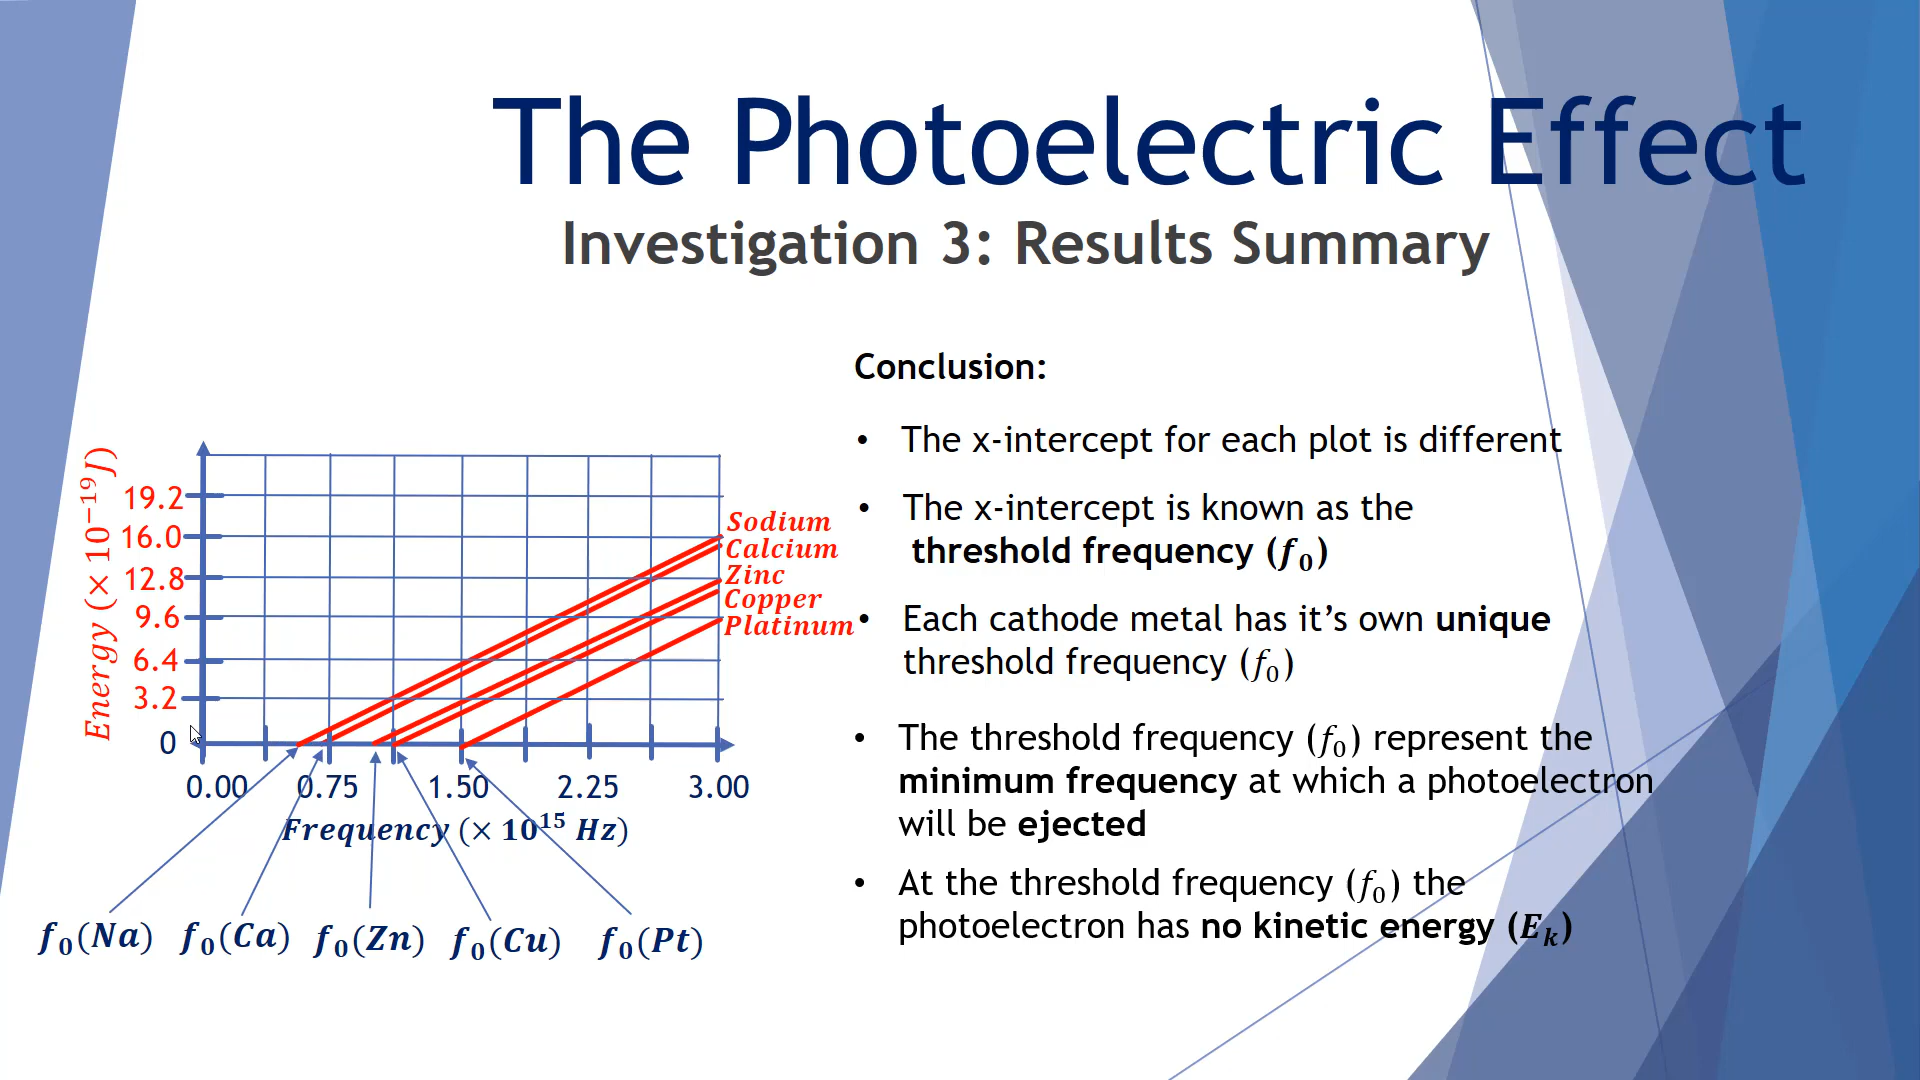 The Photoelectric Effect
Investigation 3: Results Summary
Conclusion:
• The x-intercept for each plot is different
• The x-intercept is known as the
threshold frequency (f₀)
• Each cathode metal has it’s own unique
threshold frequency (f₀)
• The threshold frequency (f₀) represent the
minimum frequency at which a photoelectron
will be ejected
• At the threshold frequency (f₀) the
photoelectron has no kinetic energy (Eₖ)
Energy (× 10⁻¹⁹J)
19.2
16.0
12.8
9.6
6.4
3.2
0
Sodium
Calcium
Zinc
Copper
Platinum
0.00 0.75 1.50 2.25 3.00
Frequency (× 10¹⁵ Hz)
f₀(Na) f₀(Ca) f₀(Zn) f₀(Cu) f₀(Pt)